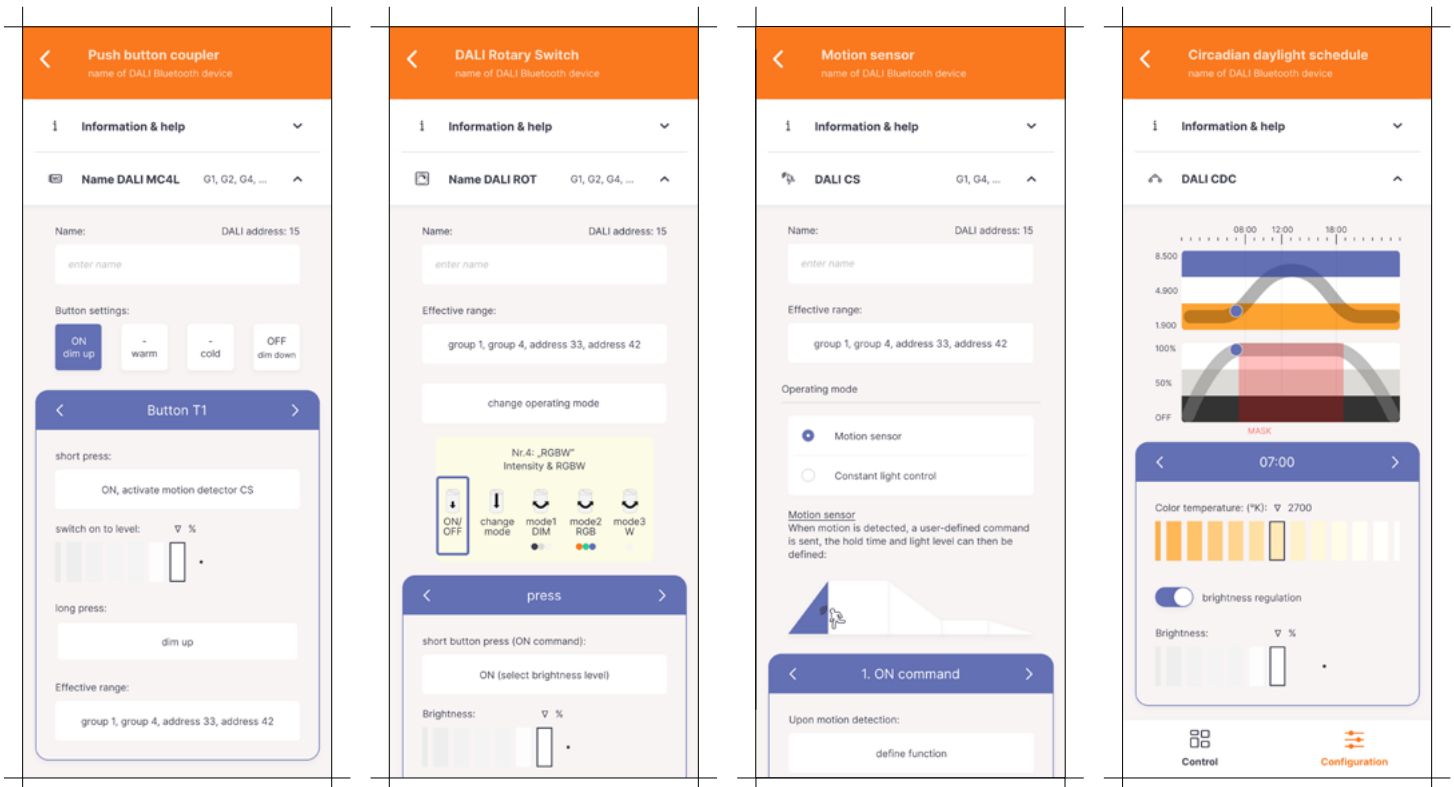 Push button coupler
name of DALI Bluetooth device
i Information & help
Name DALI MC4L G1, G2, G4, ...
Name: DALI address: 15
enter name
Button settings:
ON
dim up
-
warm
-
cold
OFF
dim down
Button T1
short press:
ON, activate motion detector CS
switch on to level: ∇ %
long press:
dim up
Effective range:
group 1, group 4, address 33, address 42
DALI Rotary Switch
name of DALI Bluetooth device
i Information & help
Name DALI ROT G1, G2, G4, ...
Name: DALI address: 15
enter name
Effective range:
group 1, group 4, address 33, address 42
change operating mode
Nr.4: „RGBW"
Intensity & RGBW
ON/
OFF
change
mode
mode1
DIM
mode2
RGB
mode3
W
press
short button press (ON command):
ON (select brightness level)
Brightness: ∇ %
Motion sensor
name of DALI Bluetooth device
i Information & help
DALI CS G1, G4, ...
Name: DALI address: 15
enter name
Effective range:
group 1, group 4, address 33, address 42
Operating mode
Motion sensor
Constant light control
Motion sensor
When motion is detected, a user-defined command
is sent, the hold time and light level can then be
defined:
1. ON command
Upon motion detection:
define function
Circadian daylight schedule
name of DALI Bluetooth device
i Information & help
DALI CDC
08:00 12:00 18:00
8.500
4.900
1.900
100%
50%
OFF
MASK
07:00
Color temperature: (°K): ∇ 2700
brightness regulation
Brightness: ∇ %
Control
Configuration